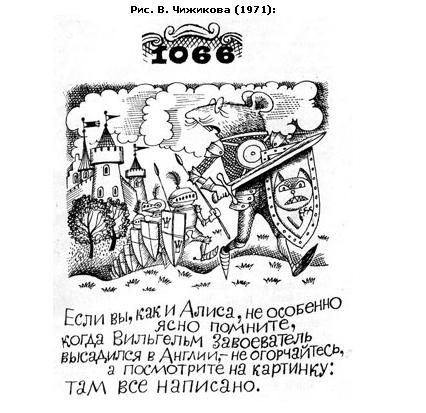 Рис. В. Чижикова (1971):
1066
W
W
Если вы, как и Алиса, не особенно
ясно помните,
когда Вильгельм Завоеватель
высадился в Англии,- не огорчайтесь,
а посмотрите на картинку:
там все написано.